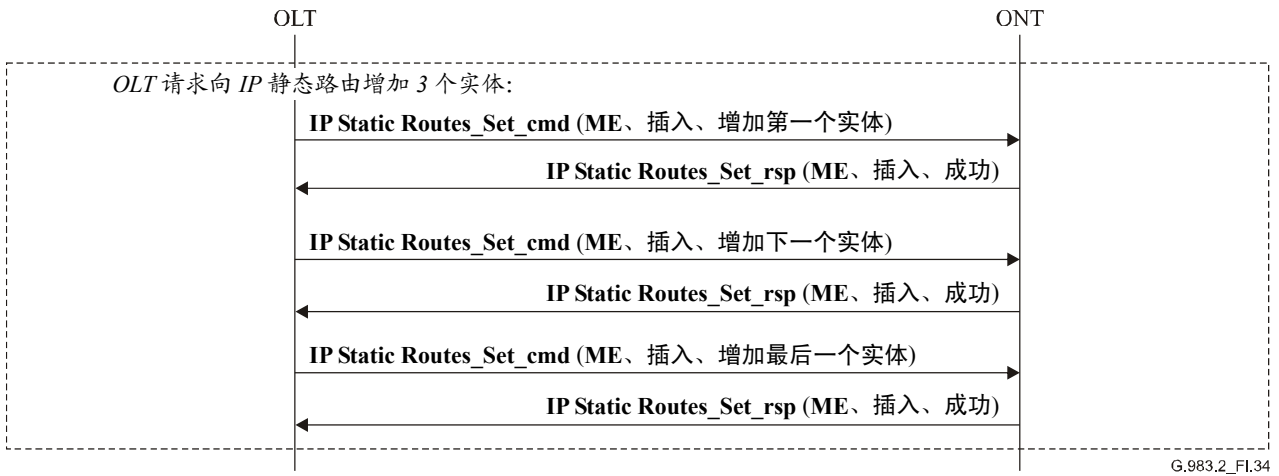 OLT
ONT
OLT 请求向 IP 静态路由增加 3 个实体:
IP Static Routes_Set_cmd (ME、插入、增加第一个实体)
IP Static Routes_Set_rsp (ME、插入、成功)
IP Static Routes_Set_cmd (ME、插入、增加下一个实体)
IP Static Routes_Set_rsp (ME、插入、成功)
IP Static Routes_Set_cmd (ME、插入、增加最后一个实体)
IP Static Routes_Set_rsp (ME、插入、成功)
G.983.2_FI.34